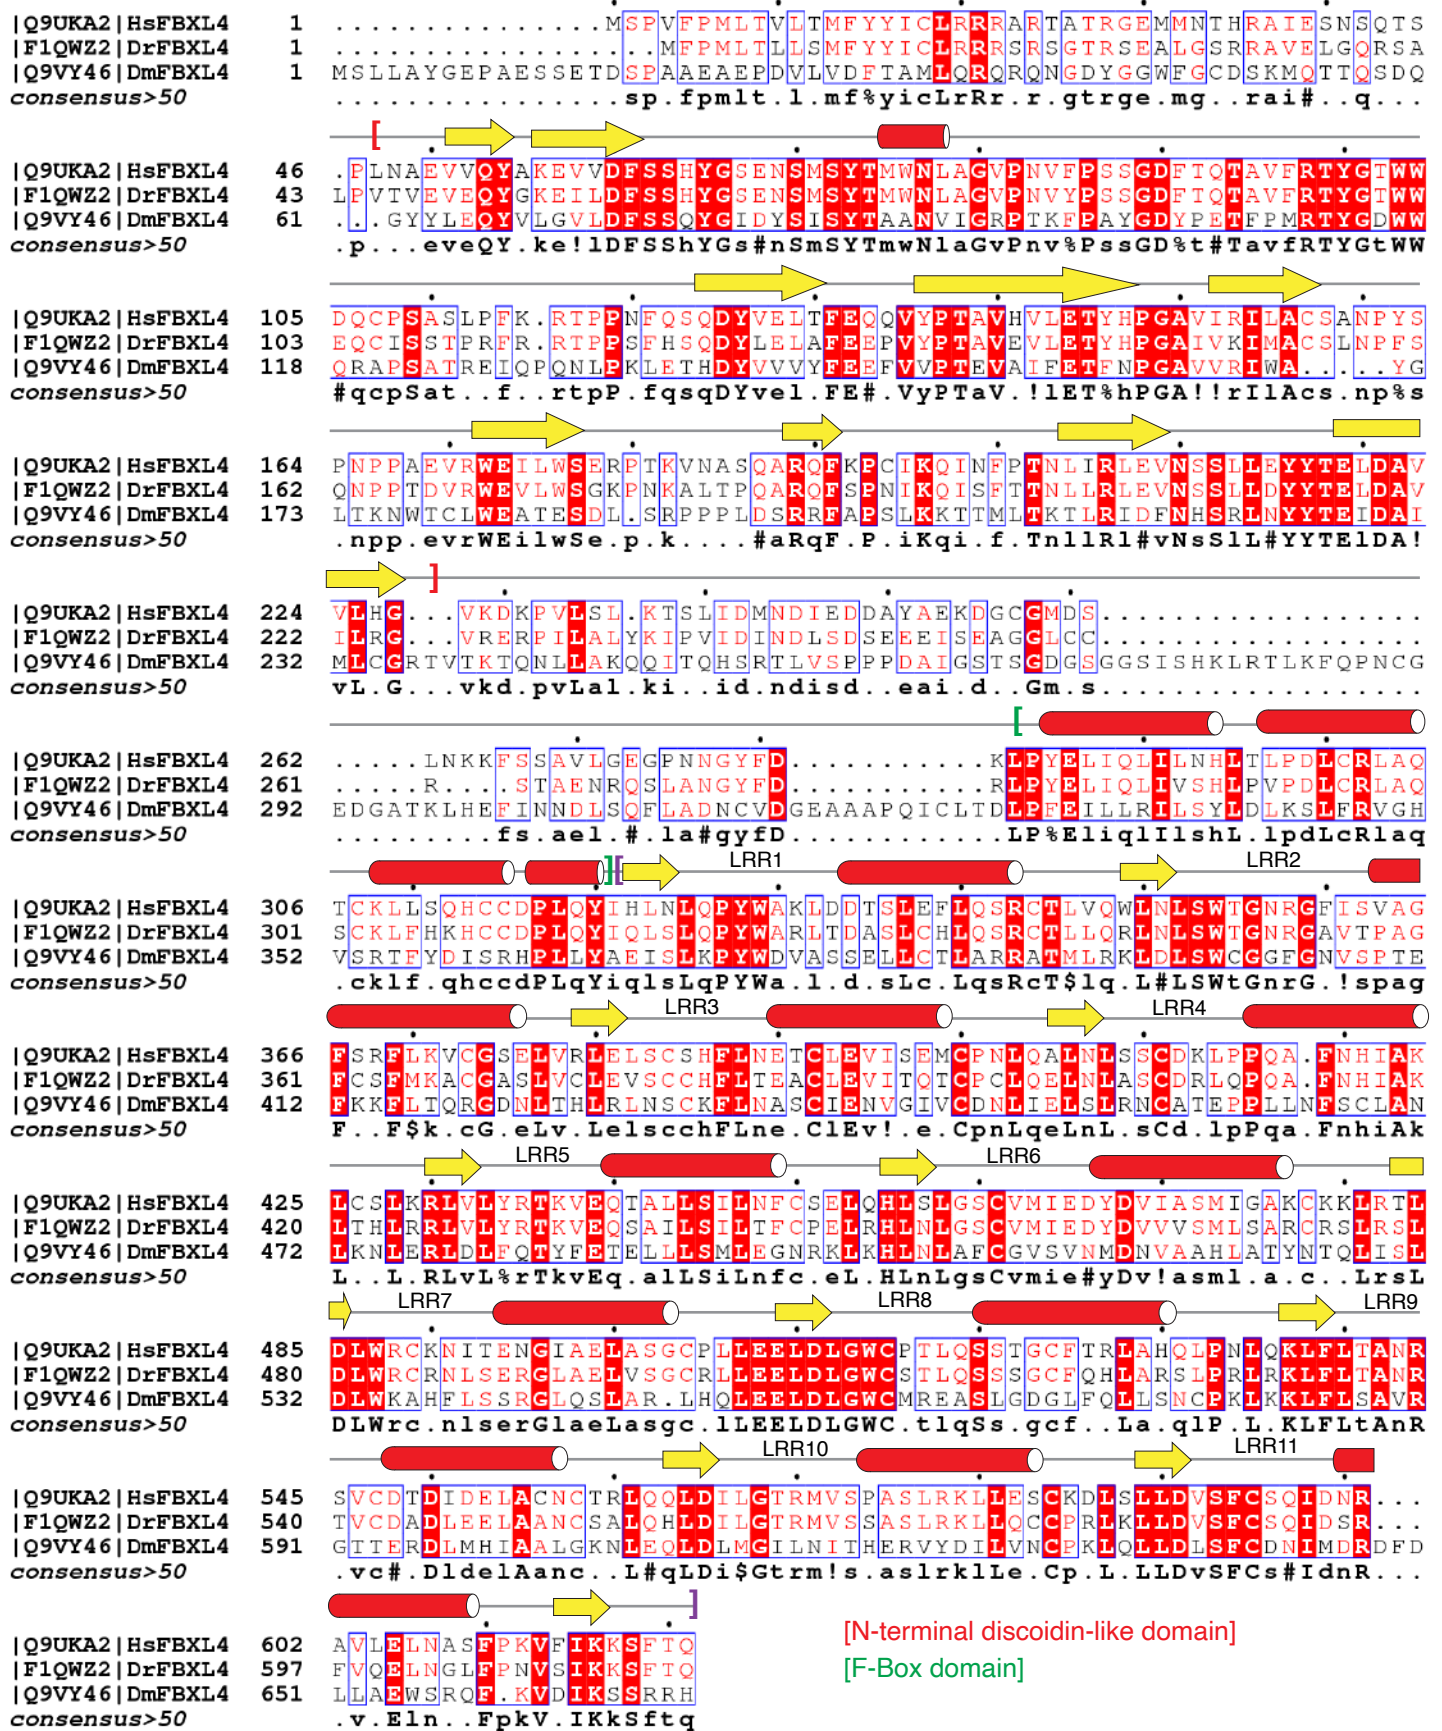 |Q9UKA2|HsFBXL4 1 ................MSPVFPMLTVLTMFYYICLRRRARTATRGEMMNTHRAIESNSQTS
|F1QWZ2|DrFBXL4 1 ...................MFPMLTLLSMFYYICLRRRSRSGTRSEALGSRRAVELGQRSA
|Q9VY46|DmFBXL4 1 MSLLAYGEPAESSETDSPAAEAEPDVLVDFTAMLQRQRQNGDYGGWFGCDSKMQTTQSDQ
consensus>50 ................sp.fpmlt.l.mf%yicLrRr.r.gtrge.mg..rai#..q...
[
|Q9UKA2|HsFBXL4 46 .PLNAEVVQYAKEVVDFSSHYGSENSMSYTMWNLAGVPNVFPSSGDFTQTAVFRTYGTWW
|F1QWZ2|DrFBXL4 43 LPVTVEVEQYGKEILDFSSHYGSENSMSYTMWNLAGVPNVYPSSGDFTQTAVFRTYGTWW
|Q9VY46|DmFBXL4 61 ..GYYLEQYVLGVLDFSSQYGIDYSISYTAANVIGRPTKFPAYGDYPETFPMRTYGDWW
consensus>50 .p...eveQY.ke!lDFSShYGs#nSmSYTmwNlaGvPnv%PssGD%t#TavfRTYGtWW
|Q9UKA2|HsFBXL4 105 DQCPSASLPFK.RTPPNFQSQDYVELTFEQQVYPTAVHVLETYHPGAVIRILACSANPYS
|F1QWZ2|DrFBXL4 103 EQCISSTPRFR.RTPPSFHSQDYLELAFEEPVYPTAVEVLETYHPGAIVKIMACSLNPFS
|Q9VY46|DmFBXL4 118 QRAPSATREIQPQNLPKLETHDYVVVYFEEFVVPTEVAIFETFNPGAVVRIWA....YG
consensus>50 #qcpSat..f..rtpP.fqsqDYvel.FE#.VyPTaV.!lET%hPGA!!rIlAcs.np%s
|Q9UKA2|HsFBXL4 164 PNPPAEVRWEILWSERPTKVNASQARQFKPCIKQINFPTNLIRLEVNSSLLEYYTELDAV
|F1QWZ2|DrFBXL4 162 QNPPTDVRWEVLWSGKPNKALTPQARQFSPNIKQISFTTNLLRLEVNSSLLDYYTELDAV
|Q9VY46|DmFBXL4 173 LTKNWTCLWEATESDL.SRPPPLDSRRFAPSLKKTTMLTKTLRIDFNHSRLNYYTEIDAI
consensus>50 .npp.evrWEilwSe.p.k....#aRqF.P.iKqi.f.TnllRl#vNsSlL#YYTElDA!
]
|Q9UKA2|HsFBXL4 224 VLHG...VKDKPVLSL.KTSLIDMNDIEDDAYAEKDGCGMDS..................
|F1QWZ2|DrFBXL4 222 ILRG...VRERPILALYKIPVIDINDLSDSEEEISEAGGLCC..................
|Q9VY46|DmFBXL4 232 MLCGRTVTKTQNLLAKQQITQHSRTLVSPPPDAIGSTSGDGSGGSISHKLRTLKFQPNCG
consensus>50 vL.G...vkd.pvLal.ki..id.ndisd..eai.d..Gm.s..................
[
|Q9UKA2|HsFBXL4 262 .....LNKKFSSAVLGEGPNNGYFD...........KLPYELIQLILNHLTLPDLCRLAQ
|F1QWZ2|DrFBXL4 261 .....R....STAENRQSLANGYFD...........RLPYELIQLIVSHLPVPDLCRLAQ
|Q9VY46|DmFBXL4 292 EDGATKLHEFINNDLSQFLADNCVDGEAAAPQICLTDLPFEILLRILSYLDLKSLFRVGH
consensus>50 .........fs.ael.#.la#gyfD............LP%EliqlIlshL.lpdLcRlaq
][ LRR1 LRR2
|Q9UKA2|HsFBXL4 306 TCKLLSQHCCDPLQYIHLNLQPYWAKLDDTSLEFLQSRCTLVQWLNLSWTGNRGFISVAG
|F1QWZ2|DrFBXL4 301 SCKLFHKHCCDPLQYIQLSLQPYWARLTDASLCHLQSRCTLLQRLNLSWTGNRGAVTPAG
|Q9VY46|DmFBXL4 352 VSRTFYDISRHPLLYAEISLKPYWDVASSELLCTLARRATMLRKLDLSWCGGFGNVSPTE
consensus>50 .cklf.qhccdPLqYiqlsLqPYWa.l.d.sLc.LqsRcT$lq.L#LSWtGnrG.!spag
LRR3 LRR4
|Q9UKA2|HsFBXL4 366 FSRFLKVCGSELVRLELSCSHFLNETCLEVISEMCPNLQALNLSSCDKLPPQA.FNHIAK
|F1QWZ2|DrFBXL4 361 FCSFMKACGASLVCLEVSCCHFLTEACLEVITQTCPCLQELNLASCDRLQPQA.FNHIAK
|Q9VY46|DmFBXL4 412 FKKFLTQRGDNLTHLRLNSCKFLNASCIENVGIVCDNLIELSLRNCATEPPLLNFSCLAN
consensus>50 F..F$k.cG.eLv.LelscchFLne.ClEv!.e.CpnLqeLnL.sCd.lpPqa.FnhiAk
LRR5 LRR6
|Q9UKA2|HsFBXL4 425 LCSLKRLVLYRTKVEQTALLSILNFCSELQHLSLGSCVMIEDYDVIASMIGAKCKKLRTL
|F1QWZ2|DrFBXL4 420 LTHLRRLVLYRTKVEQSAILSILTFCPELRHLNLGSCVMIEDYDVVVSMLSARCRSLRSL
|Q9VY46|DmFBXL4 472 LKNLERLDLFQTYFETELLLSMLEGNRKLKHLNLAFCGVSVNMDNVAAHLATYNTQLISL
consensus>50 L..L.RLvL%rTkvEq.alLSiLnfc.eL.HLnLgsCvmie#yDv!asml.a.c..LrsL
LRR7 LRR8 LRR9
|Q9UKA2|HsFBXL4 485 DLWRCKNITENGIAELASGCPLLEELDLGWCPTLQSSTGCFTRLAHQLPNLQKLFLTANR
|F1QWZ2|DrFBXL4 480 DLWRCRNLSERGLAELVSGCRLLEELDLGWCSTLQSSSGCFQHLARSLPRLRKLFLTANR
|Q9VY46|DmFBXL4 532 DLWKAHFLSSRGLQSLAR.LHQLEELDLGWCMREASLGDGLFQLLSNCPKLKKLFLSAVR
consensus>50 DLWrc.nlserGlaeLasgc.lLEELDLGWC.tlqSs.gcf..La.qlP.L.KLFLtAnR
LRR10 LRR11
|Q9UKA2|HsFBXL4 545 SVCDTDIDELACNCTRLQQLDILGTRMVSPASLRKLLESCKDLSLLDVSFCSQIDNR...
|F1QWZ2|DrFBXL4 540 TVCDADLEELAANCSALQHLDILGTRMVSSASLRKLLQCCPRLKLLDVSFCSQIDSR...
|Q9VY46|DmFBXL4 591 GTTERDLMHIAALGKNLEQLDLMGILNITHERVYDILVNCPKLQLLDLSFCDNIMDRDFD
consensus>50 .vc#.DldelAanc..L#qLDi$Gtrm!s.aslrklLe.Cp.L.LLDvSFCs#IdnR...
]
|Q9UKA2|HsFBXL4 602 AVLELNASFPKVFIKKSFTQ
|F1QWZ2|DrFBXL4 597 FVQELNGLFPNVSIKKSFTQ
|Q9VY46|DmFBXL4 651 LLAEWSRQF.KVDIKSSRRH
consensus>50 .v.Eln..FpkV.IKkSftq
[N-terminal discoidin-like domain]
[F-Box domain]